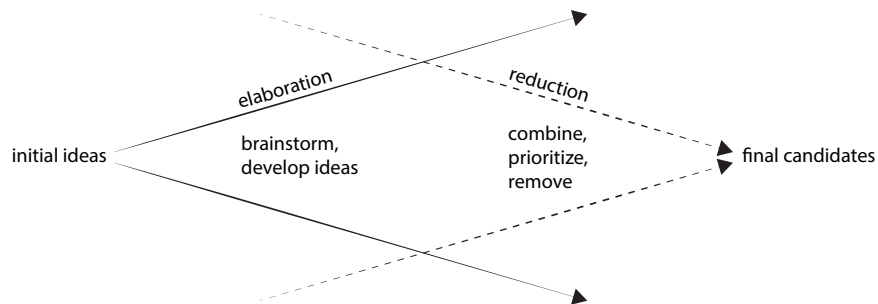 elaboration
reduction
initial ideas
brainstorm,
develop ideas
combine,
prioritize,
remove
final candidates